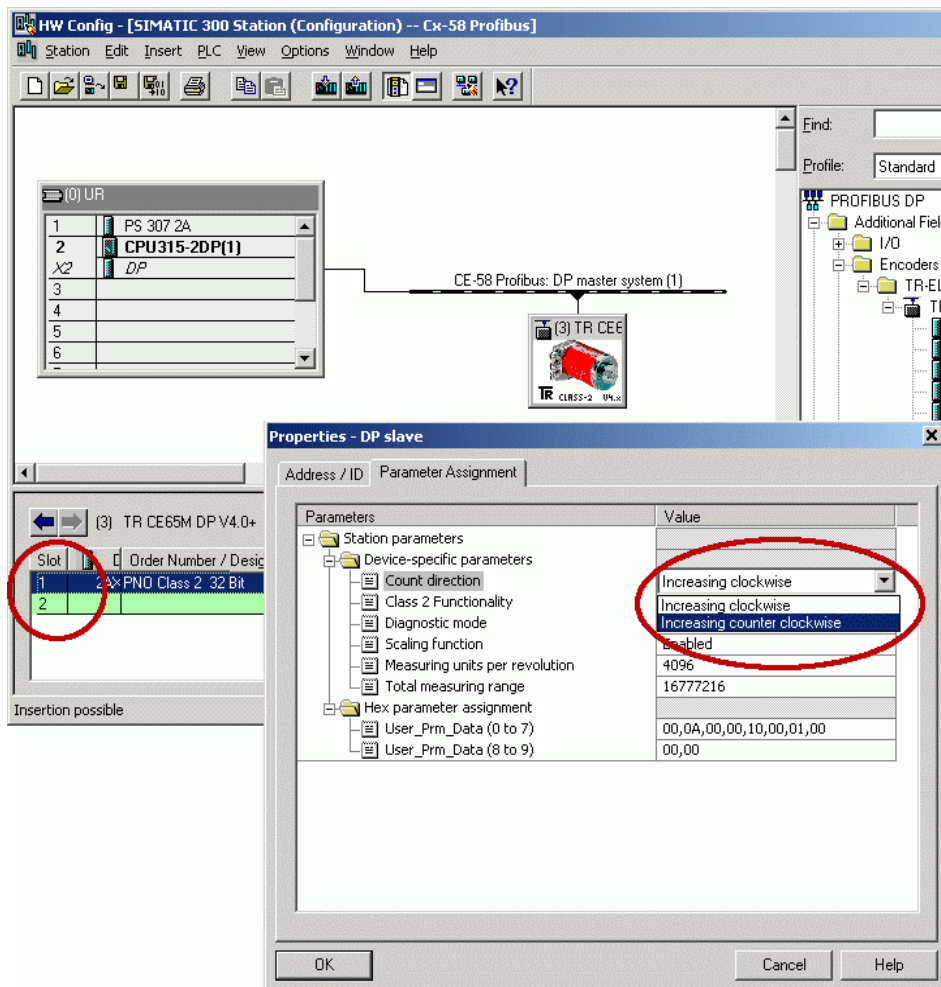 HW Config - [SIMATIC 300 Station (Configuration) -- Cx-58 Profibus]
Station Edit Insert PLC View Options Window Help
Find:
Profile: Standard
PROFIBUS DP
Additional Fiel
I/O
Encoders
TR-EL
(0) UR
1 PS 307 2A
2 CPU315-2DP(1)
X2 DP
3
4
5
6
CE-58 Profibus: DP master system (1)
(3) TR CEE
TR CLASS-2 V4.x
Properties - DP slave
Address / ID Parameter Assignment
(3) TR CE65M DP V4.0+
Slot D Order Number / Desig
1 2AX PNO Class 2 32 Bit
2
Insertion possible
Parameters Value
Station parameters
Device-specific parameters
Count direction Increasing clockwise
Increasing clockwise
Increasing counter clockwise
Class 2 Functionality
Diagnostic mode
Scaling function Enabled
Measuring units per revolution 4096
Total measuring range 16777216
Hex parameter assignment
User_Prm_Data (0 to 7) 00,0A,00,00,10,00,01,00
User_Prm_Data (8 to 9) 00,00
OK Cancel Help